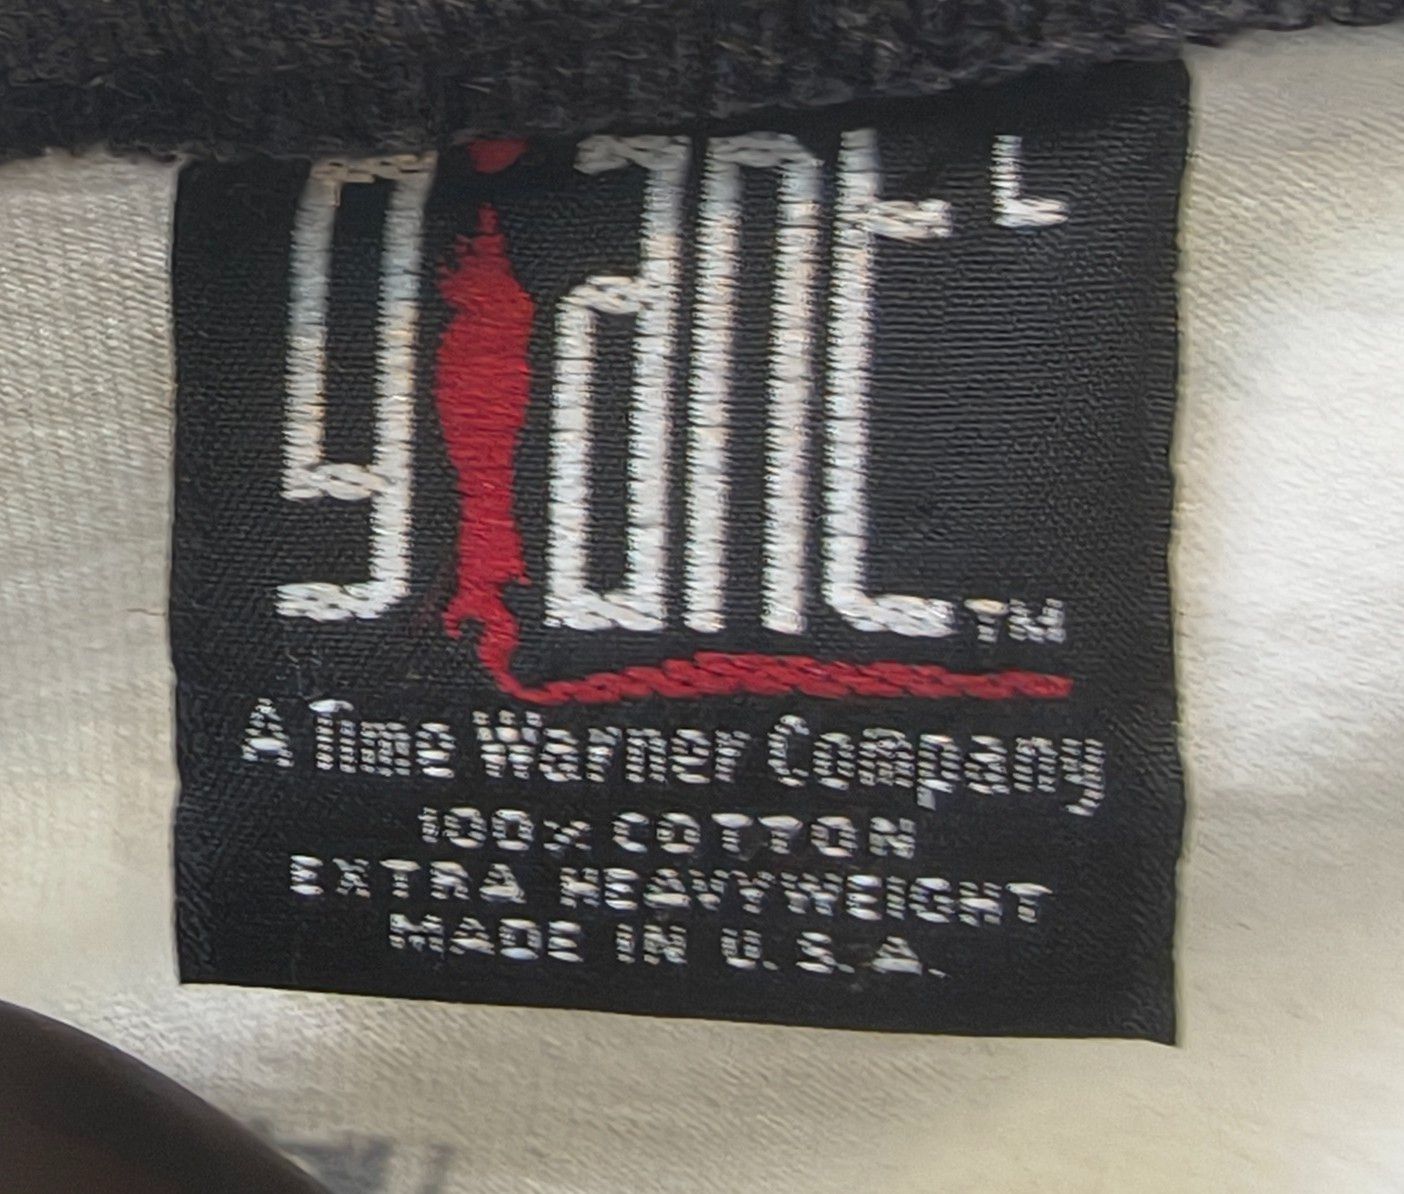 giant L
TM
A Time Warner Company
100% COTTON
EXTRA HEAVYWEIGHT
MADE IN U.S.A.